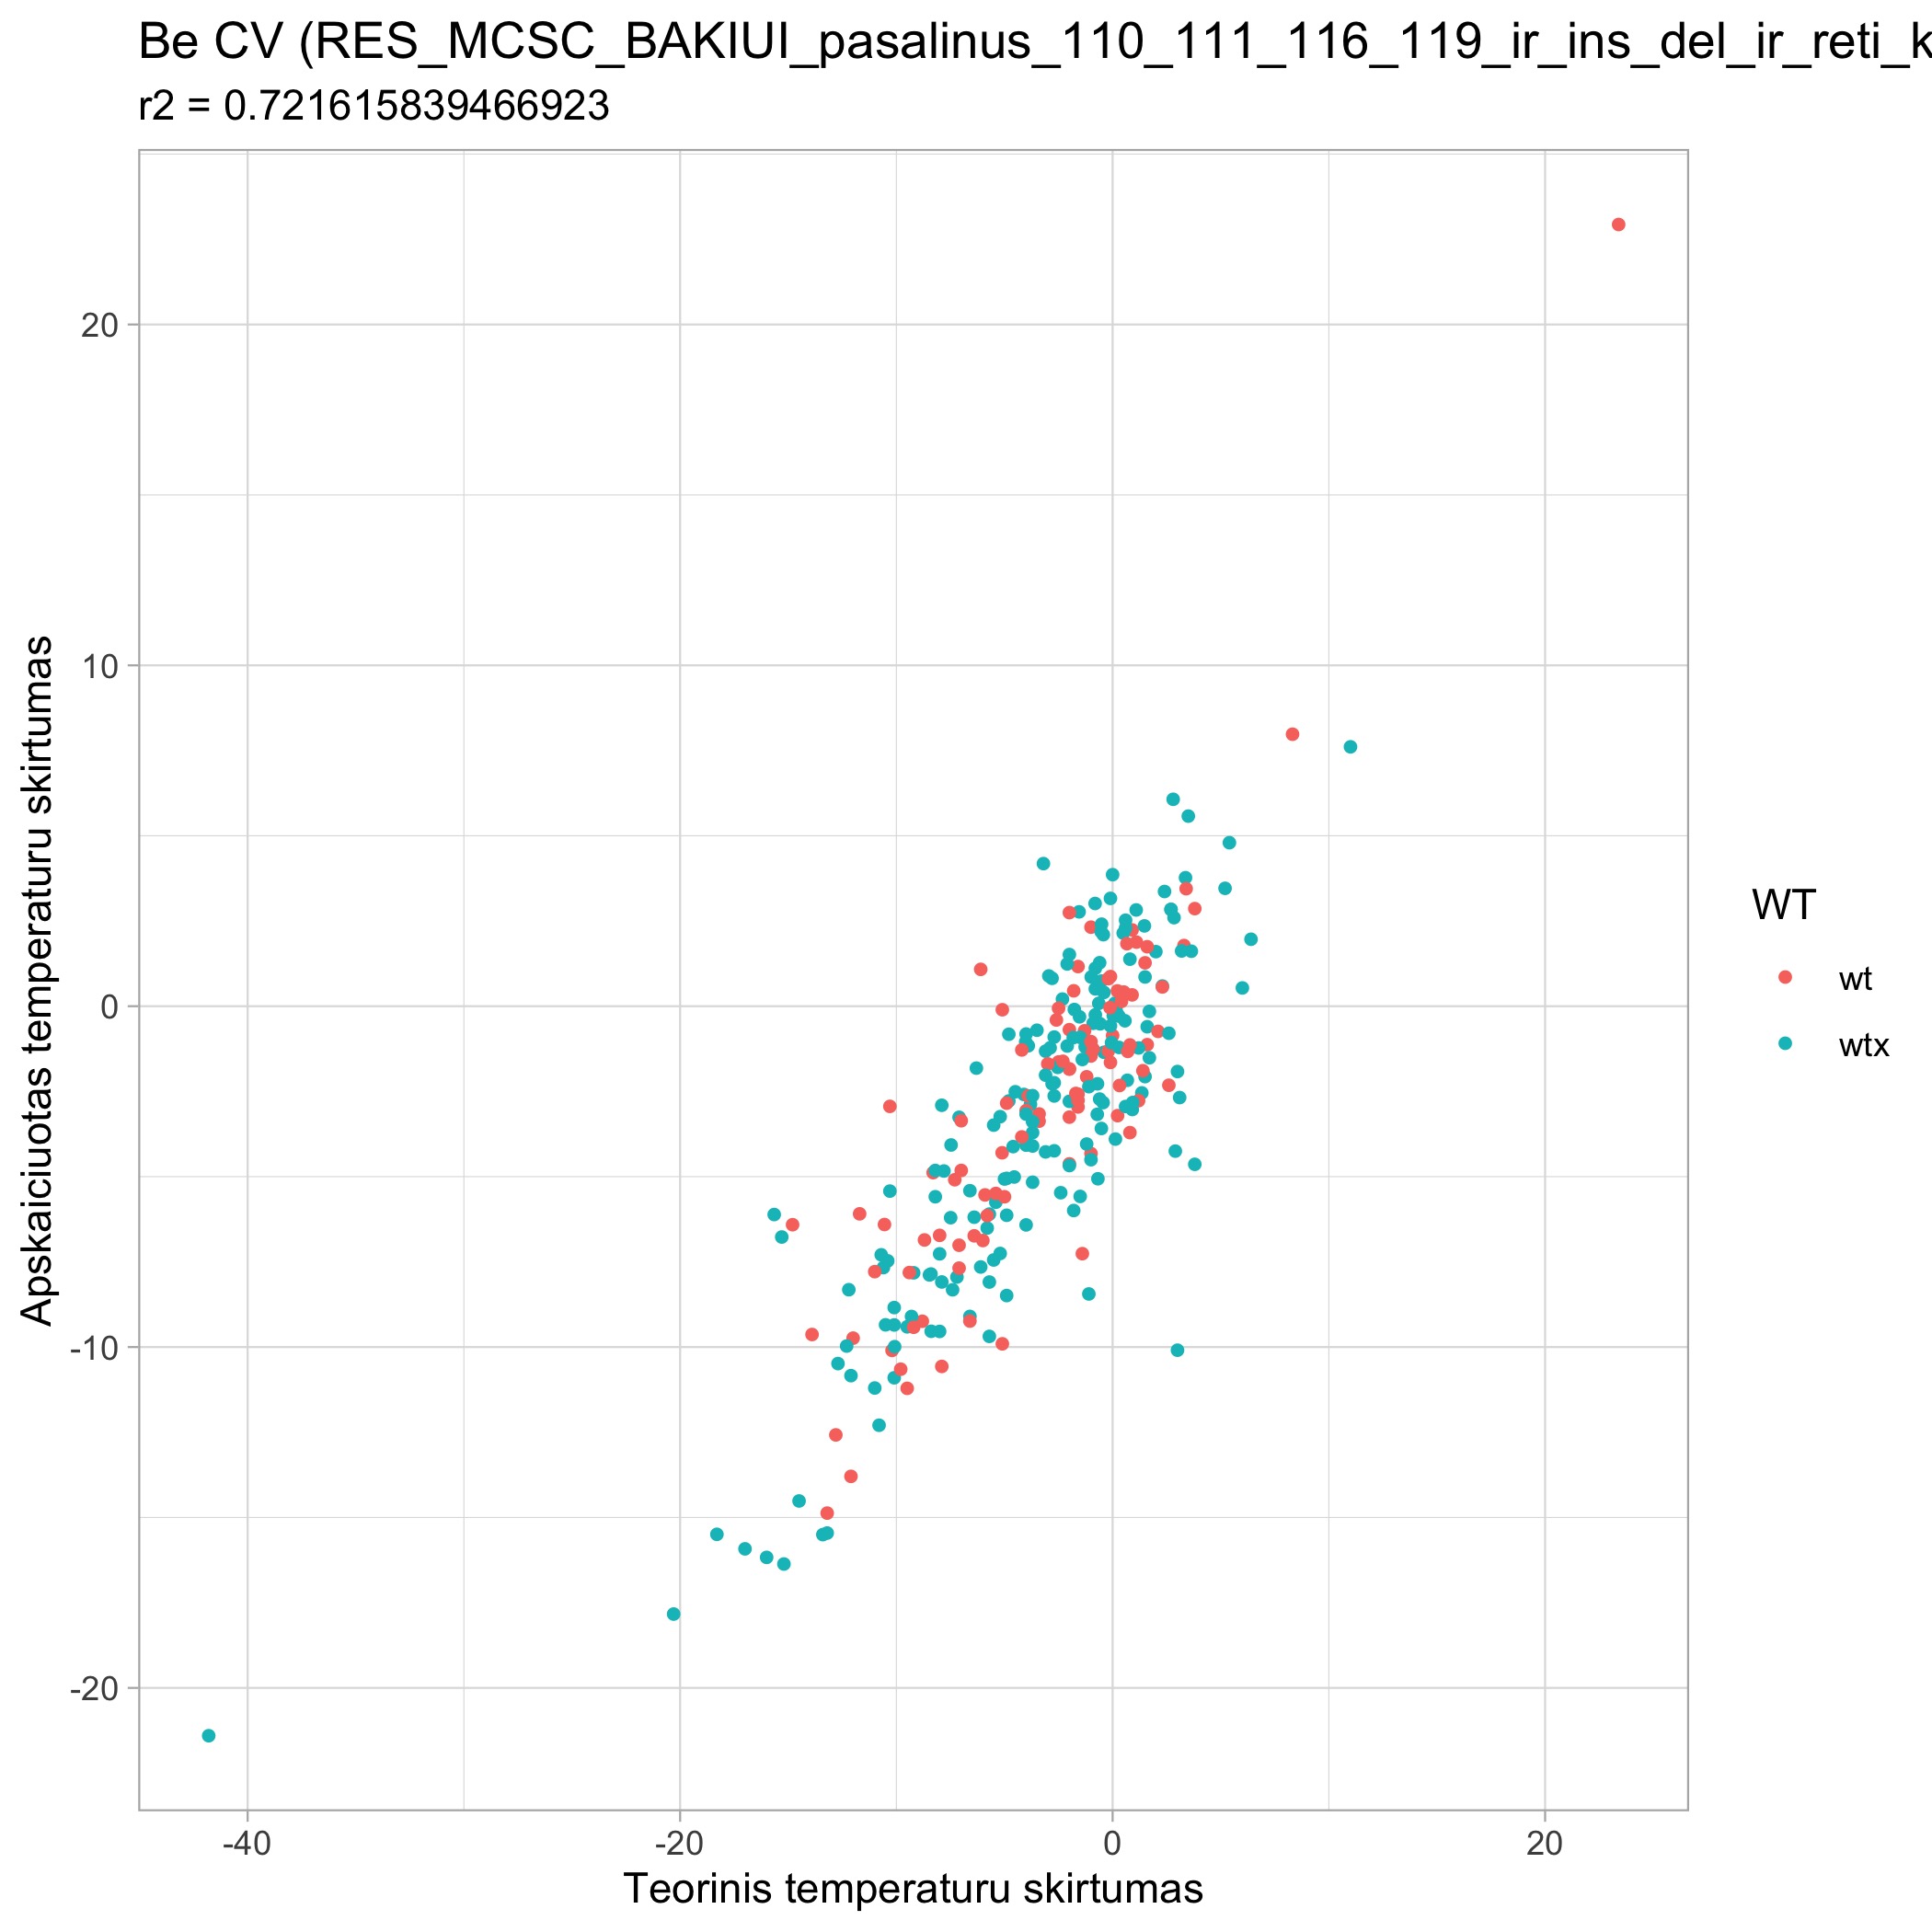 Be CV (RES_MCSC_BAKIUI_pasalinus_110_111_116_119_ir_ins_del_ir_reti_k
r2 = 0.721615839466923
Apskaiciuotas temperaturu skirtumas
20
10
0
-10
-20
-40
-20
0
20
Teorinis temperaturu skirtumas
WT
wt
wtx